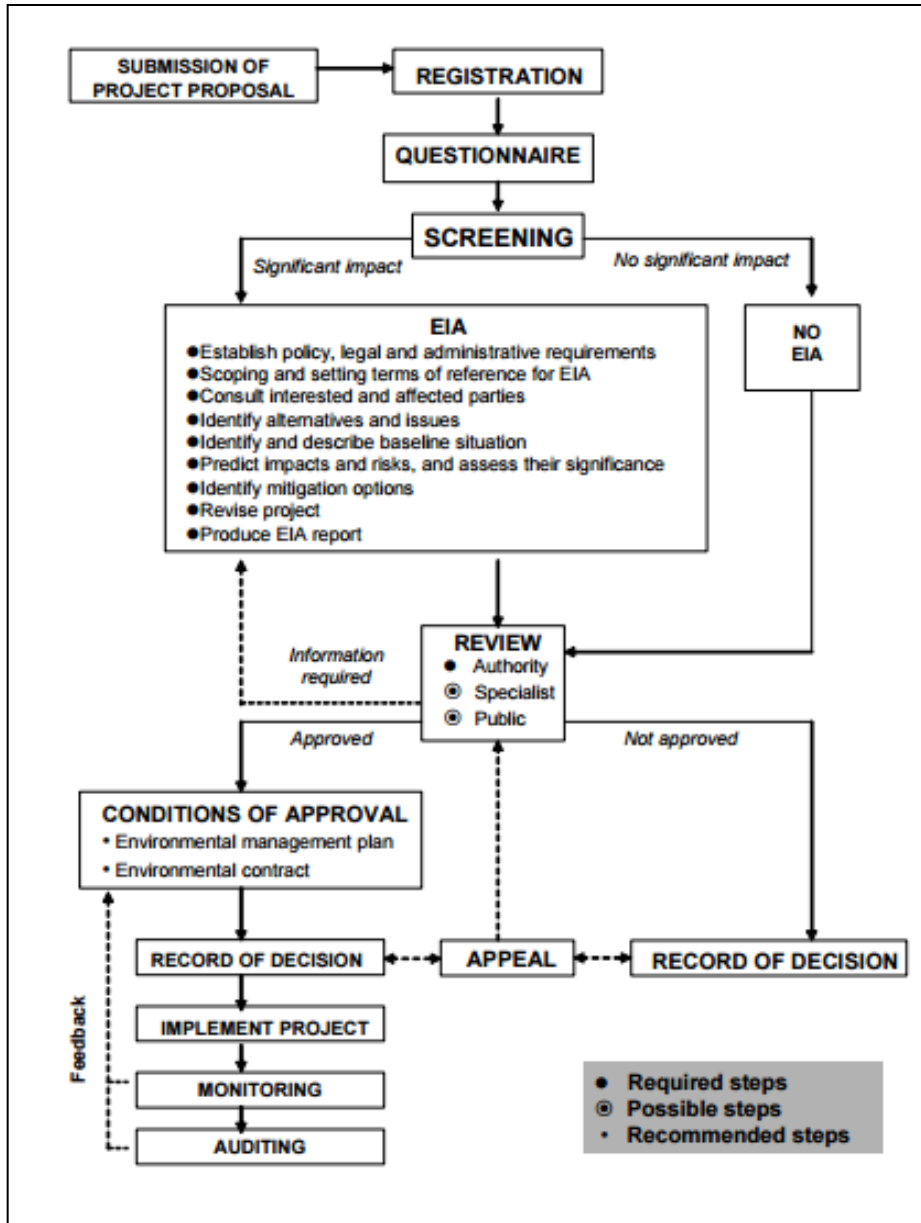 SUBMISSION OF
PROJECT PROPOSAL
REGISTRATION
QUESTIONNAIRE
SCREENING
Significant impact
No significant impact
EIA
●Establish policy, legal and administrative requirements
●Scoping and setting terms of reference for EIA
●Consult interested and affected parties
●Identify alternatives and issues
●Identify and describe baseline situation
●Predict impacts and risks, and assess their significance
●Identify mitigation options
●Revise project
●Produce EIA report
NO
EIA
REVIEW
● Authority
◉ Specialist
◉ Public
Information
required
Approved
Not approved
CONDITIONS OF APPROVAL
• Environmental management plan
• Environmental contract
RECORD OF DECISION
APPEAL
RECORD OF DECISION
IMPLEMENT PROJECT
MONITORING
AUDITING
Feedback
● Required steps
◉ Possible steps
• Recommended steps